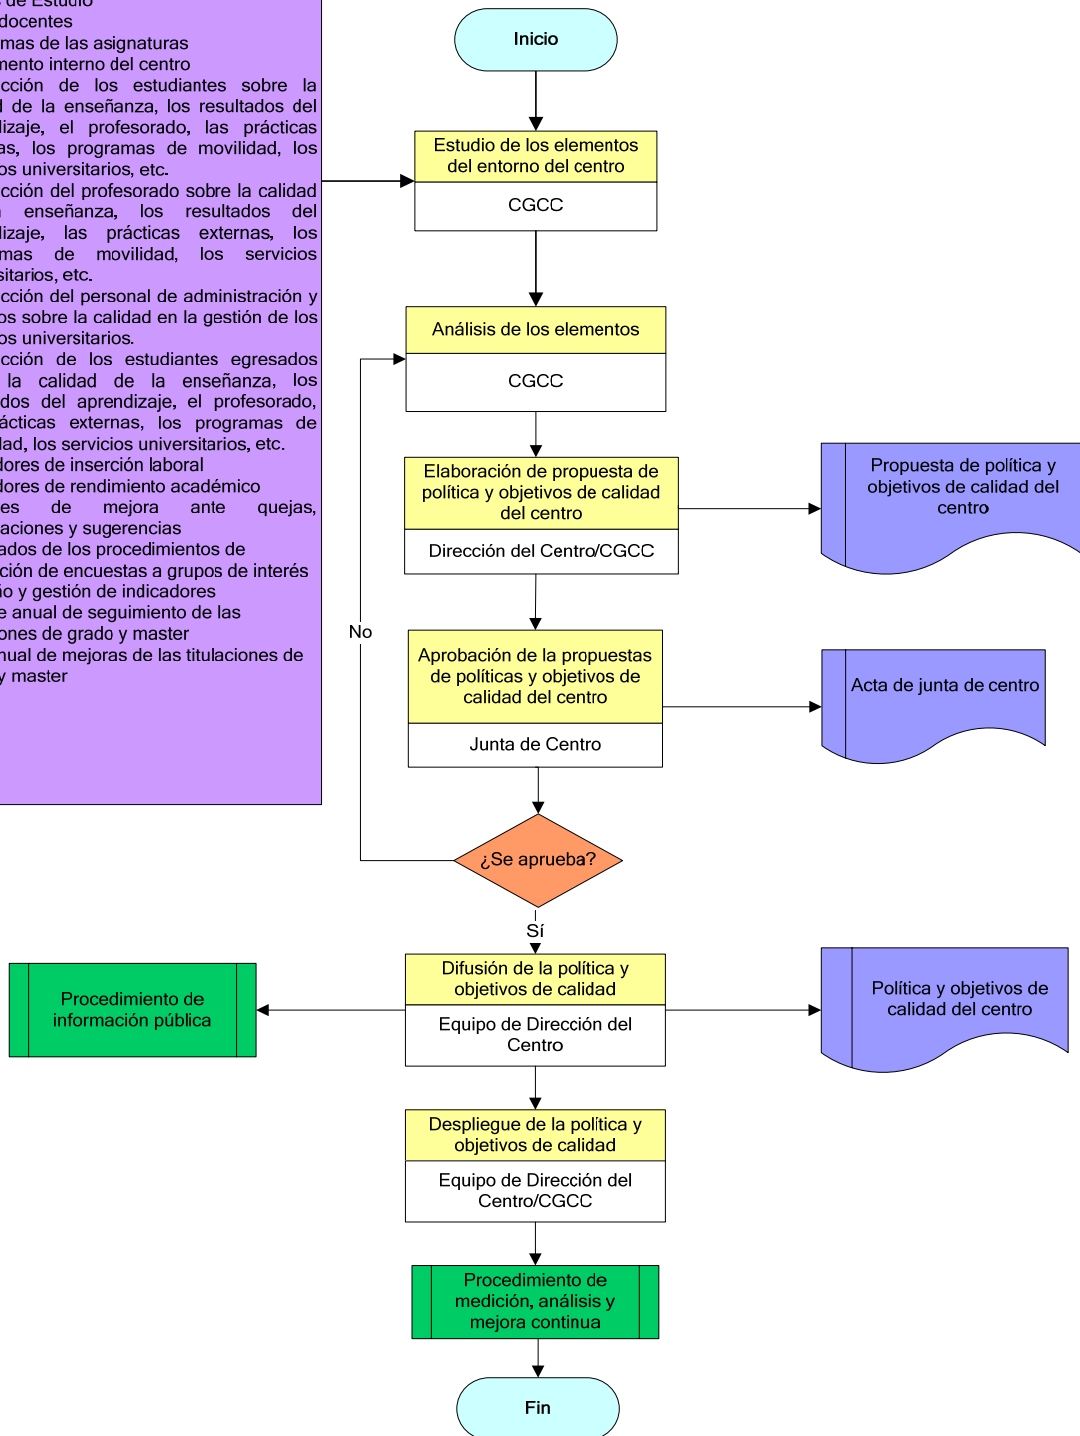 de Estudio
docentes
mas de las asignaturas
mento interno del centro
cción de los estudiantes sobre la
d de la enseñanza, los resultados del
lizaje, el profesorado, las prácticas
as, los programas de movilidad, los
os universitarios, etc.
cción del profesorado sobre la calidad
enseñanza, los resultados del
lizaje, las prácticas externas, los
mas de movilidad, los servicios
sitarios, etc.
cción del personal de administración y
os sobre la calidad en la gestión de los
os universitarios.
cción de los estudiantes egresados
la calidad de la enseñanza, los
dos del aprendizaje, el profesorado,
ácticas externas, los programas de
lad, los servicios universitarios, etc.
dores de inserción laboral
dores de rendimiento académico
es de mejora ante quejas,
aciones y sugerencias
ados de los procedimientos de
ción de encuestas a grupos de interés
o y gestión de indicadores
e anual de seguimiento de las
ones de grado y master
nual de mejoras de las titulaciones de
y master
Inicio
Estudio de los elementos
del entorno del centro
CGCC
Análisis de los elementos
CGCC
Elaboración de propuesta de
política y objetivos de calidad
del centro
Dirección del Centro/CGCC
Propuesta de política y
objetivos de calidad del
centro
No
Aprobación de la propuestas
de políticas y objetivos de
calidad del centro
Junta de Centro
Acta de junta de centro
¿Se aprueba?
Sí
Difusión de la política y
objetivos de calidad
Equipo de Dirección del
Centro
Procedimiento de
información pública
Política y objetivos de
calidad del centro
Despliegue de la política y
objetivos de calidad
Equipo de Dirección del
Centro/CGCC
Procedimiento de
medición, análisis y
mejora continua
Fin